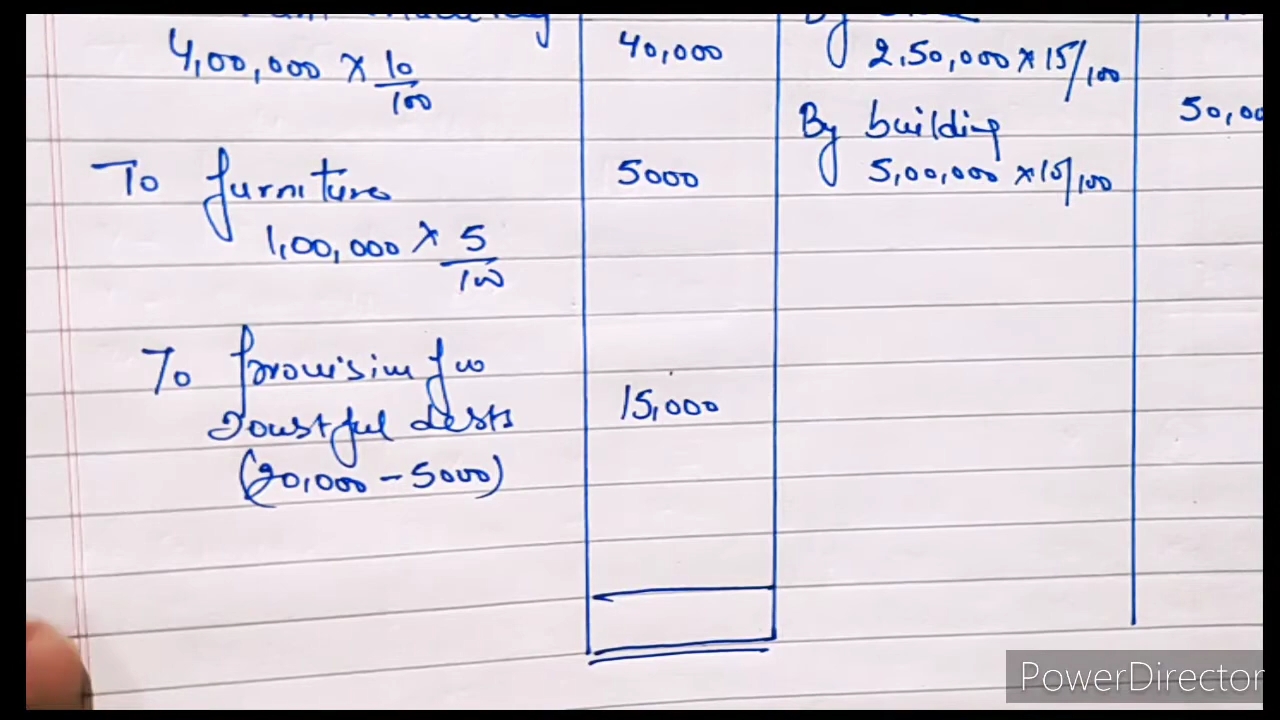 4,00,000 × 10/100 40,000
2,50,000 × 15/100
By building 50,00
5,00,000 × 15/100
To furniture 5000
1,00,000 × 5/100
To Provision for
Doubtful debts 15,000
(20,000 - 5000)
PowerDirector